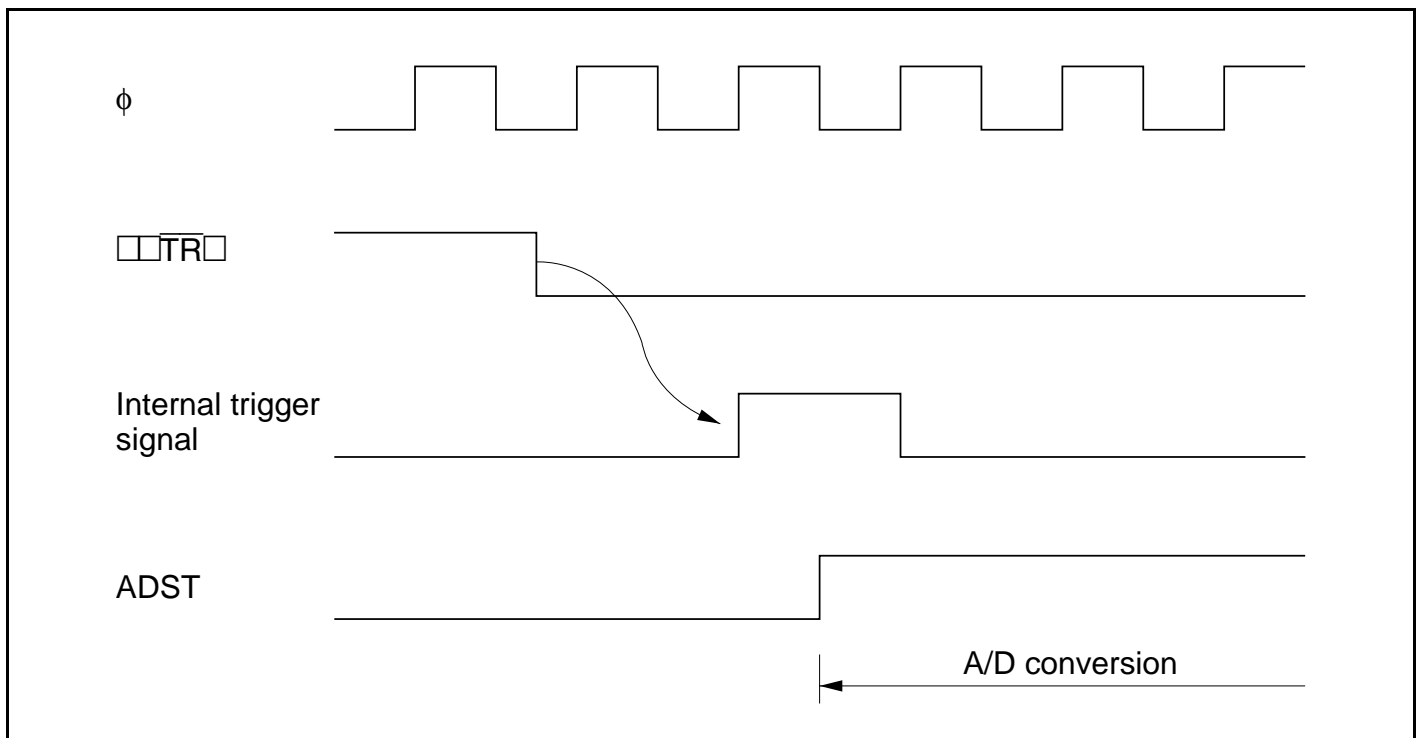 ϕ
□□TR□
Internal trigger
signal
ADST
A/D conversion